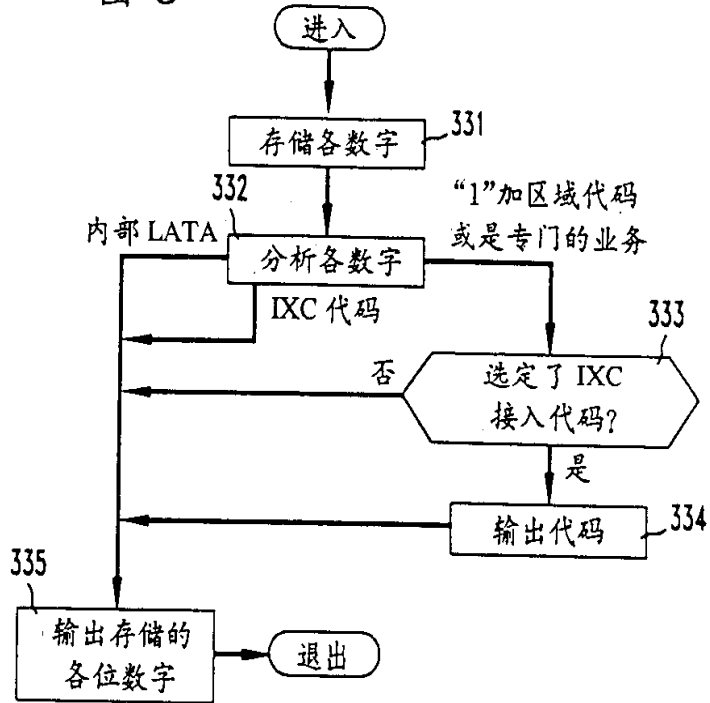 进入
331
存储各数字
332
“1”加区域代码
或是专门的业务
内部 LATA
分析各数字
IXC 代码
333
否
选定了 IXC
接入代码?
是
输出代码
334
335
输出存储的
各位数字
退出